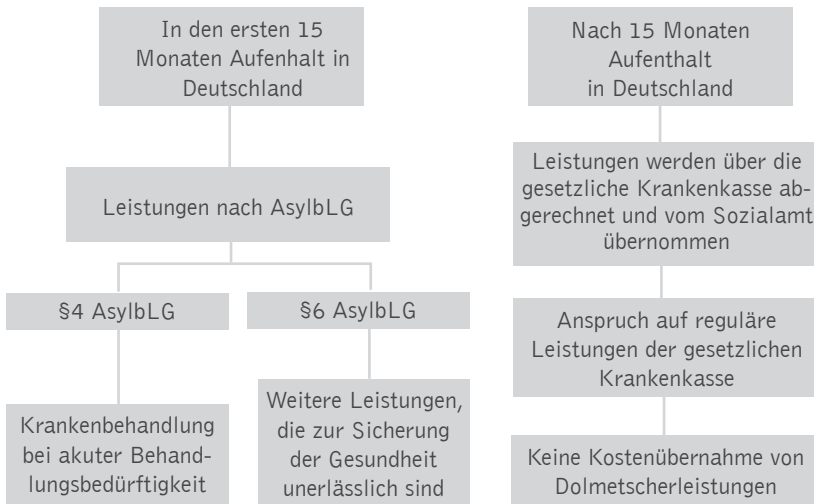 In den ersten 15
Monaten Aufenhalt in
Deutschland
Leistungen nach AsylbLG
§4 AsylbLG
§6 AsylbLG
Krankenbehandlung
bei akuter Behand-
lungsbedürftigkeit
Weitere Leistungen,
die zur Sicherung
der Gesundheit
unerlässlich sind
Nach 15 Monaten
Aufenthalt
in Deutschland
Leistungen werden über die
gesetzliche Krankenkasse ab-
gerechnet und vom Sozialamt
übernommen
Anspruch auf reguläre
Leistungen der gesetzlichen
Krankenkasse
Keine Kostenübernahme von
Dolmetscherleistungen